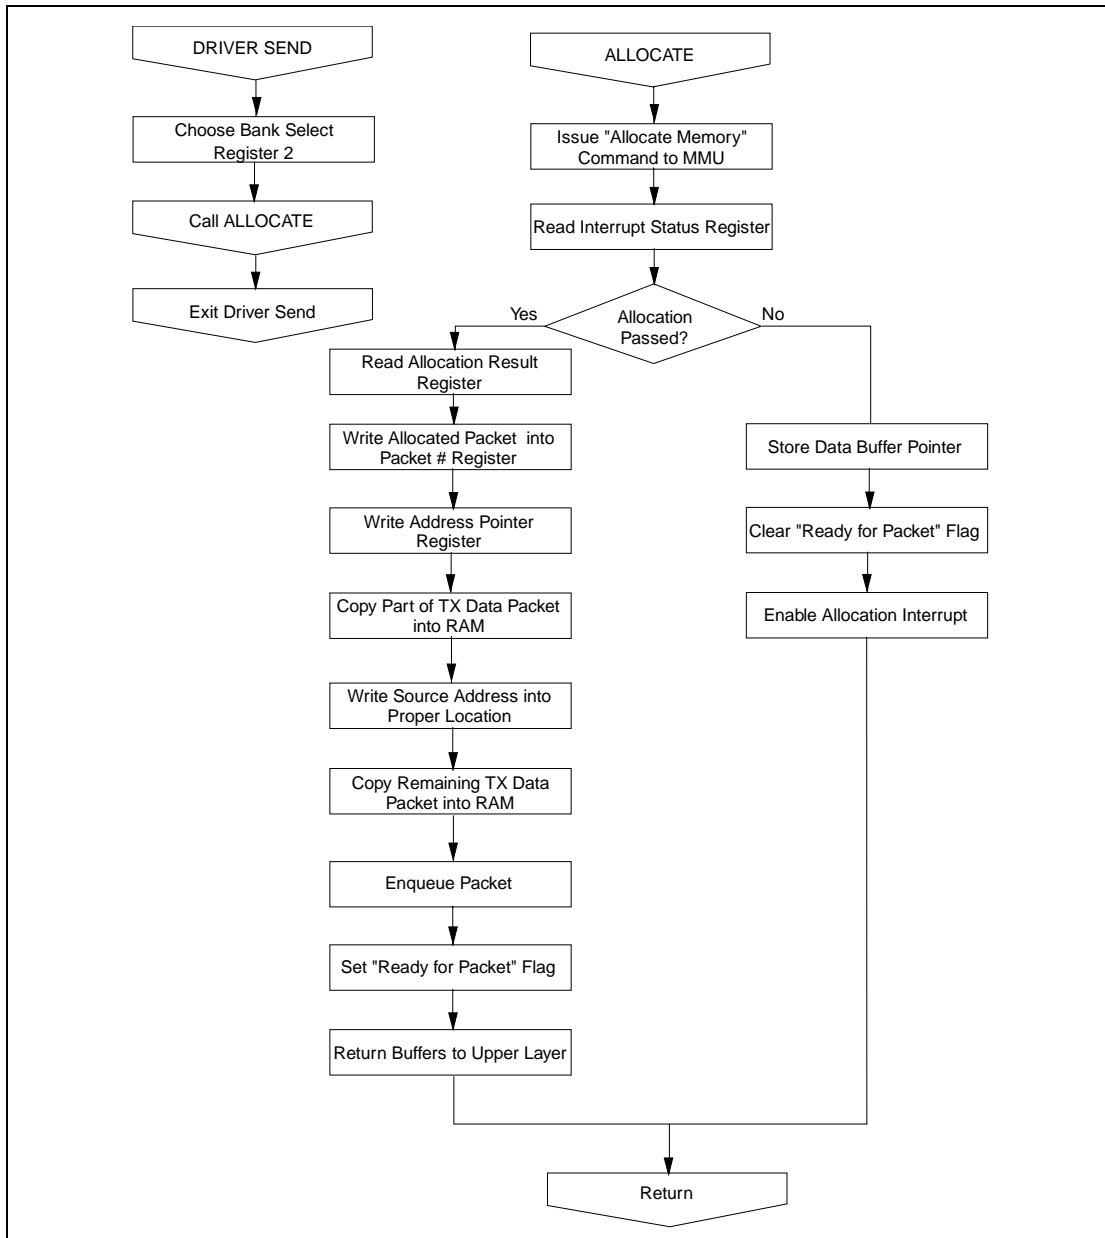 DRIVER SEND
Choose Bank Select
Register 2
Call ALLOCATE
Exit Driver Send
ALLOCATE
Issue "Allocate Memory"
Command to MMU
Read Interrupt Status Register
Allocation
Passed?
Yes
No
Read Allocation Result
Register
Write Allocated Packet into
Packet # Register
Write Address Pointer
Register
Copy Part of TX Data Packet
into RAM
Write Source Address into
Proper Location
Copy Remaining TX Data
Packet into RAM
Enqueue Packet
Set "Ready for Packet" Flag
Return Buffers to Upper Layer
Store Data Buffer Pointer
Clear "Ready for Packet" Flag
Enable Allocation Interrupt
Return